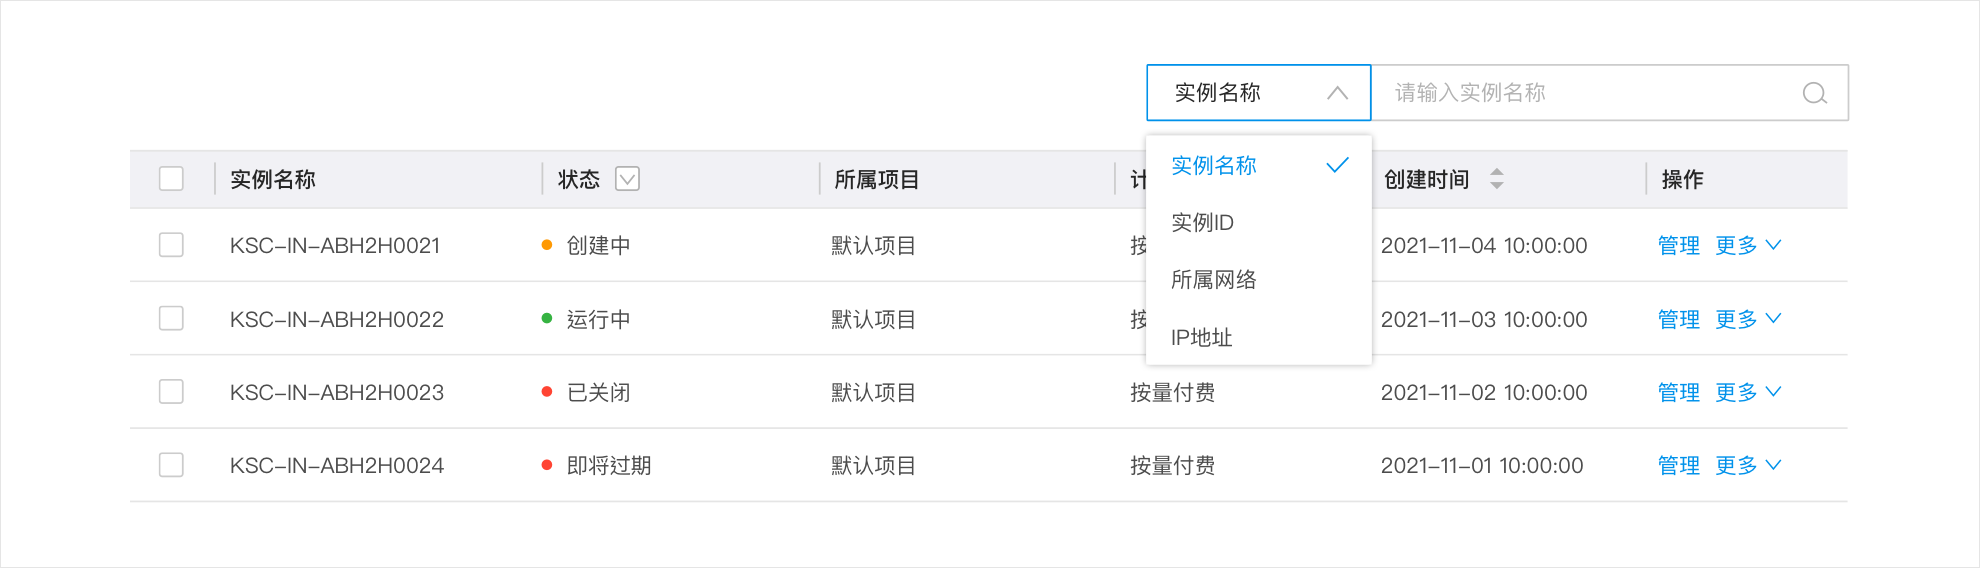 实例名称 请输入实例名称
实例名称 状态 所属项目 计 创建时间 操作
实例名称
实例ID
所属网络
IP地址
KSC-IN-ABH2H0021 创建中 默认项目 按 2021-11-04 10:00:00 管理 更多
KSC-IN-ABH2H0022 运行中 默认项目 按 2021-11-03 10:00:00 管理 更多
KSC-IN-ABH2H0023 已关闭 默认项目 按量付费 2021-11-02 10:00:00 管理 更多
KSC-IN-ABH2H0024 即将过期 默认项目 按量付费 2021-11-01 10:00:00 管理 更多